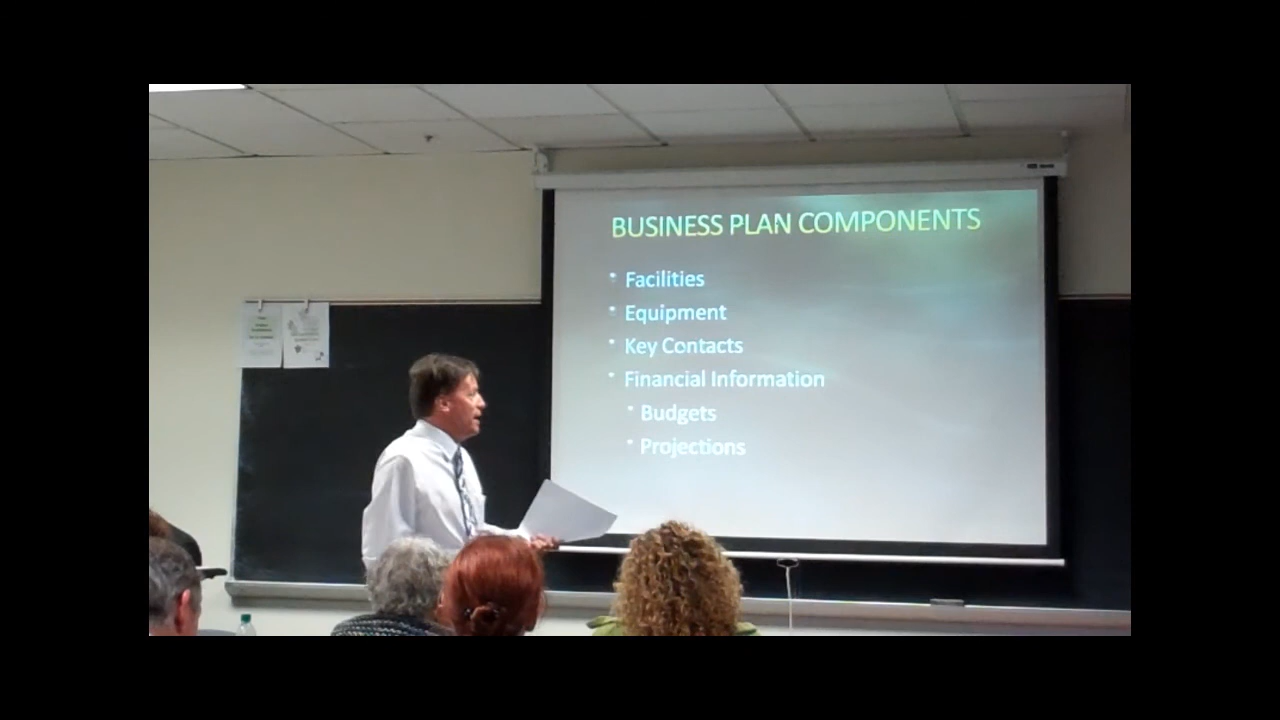 BUSINESS PLAN COMPONENTS
* Facilities
* Equipment
* Key Contacts
* Financial Information
* Budgets
* Projections